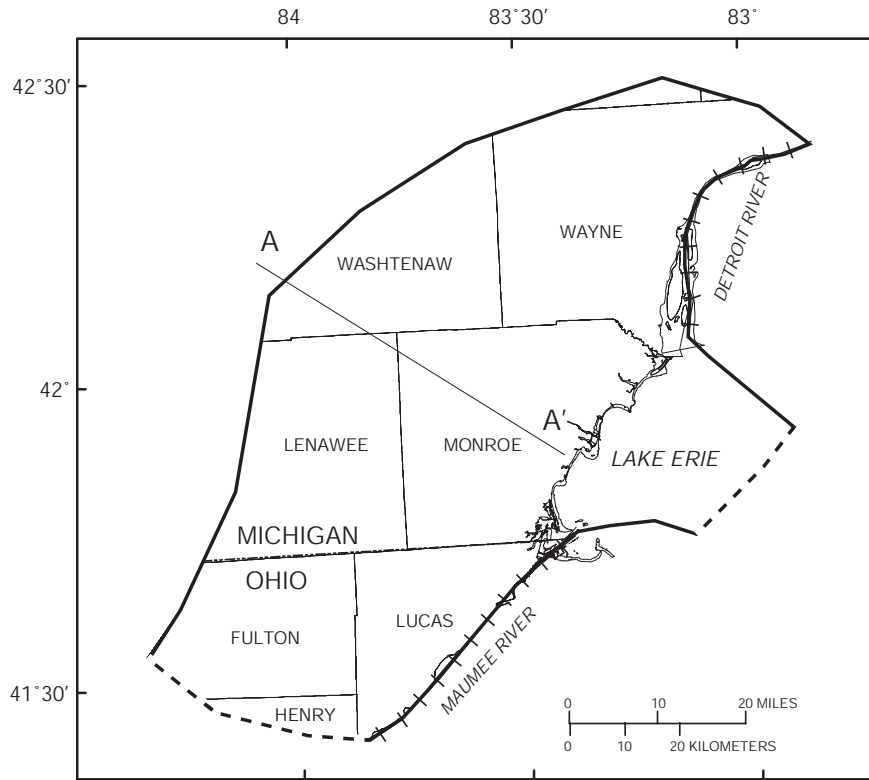 84
83˚30′
83˚
42˚30′
A
WAYNE
WASHTENAW
DETROIT RIVER
42˚
A′
LENAWEE
MONROE
LAKE ERIE
MICHIGAN
OHIO
LUCAS
FULTON
MAUMEE RIVER
41˚30′
HENRY
0 10 20 MILES
0 10 20 KILOMETERS